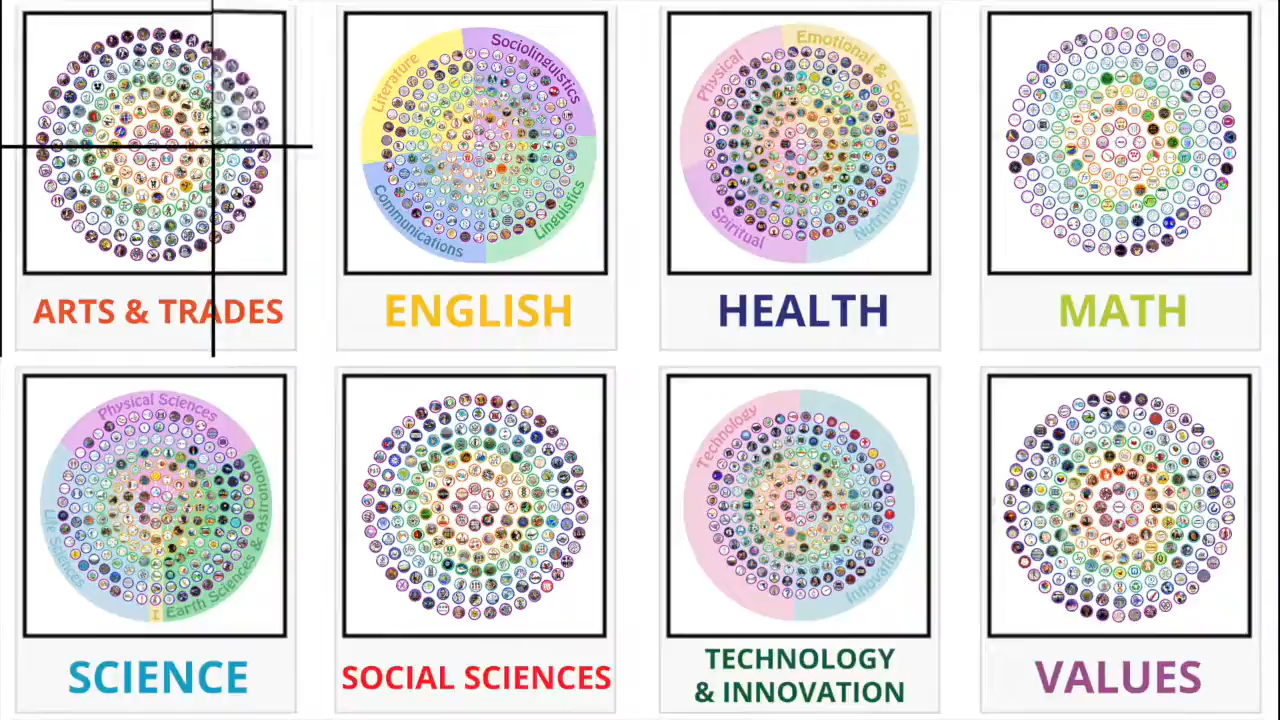 Literature
Sociolinguistics
Communications
Linguistics
Physical
Emotional & Social
Spiritual
Nutritional
ARTS & TRADES
ENGLISH
HEALTH
MATH
Physical Sciences
Life Sciences
Earth Sciences & Astronomy
Technology
Innovation
SCIENCE
SOCIAL SCIENCES
TECHNOLOGY
& INNOVATION
VALUES